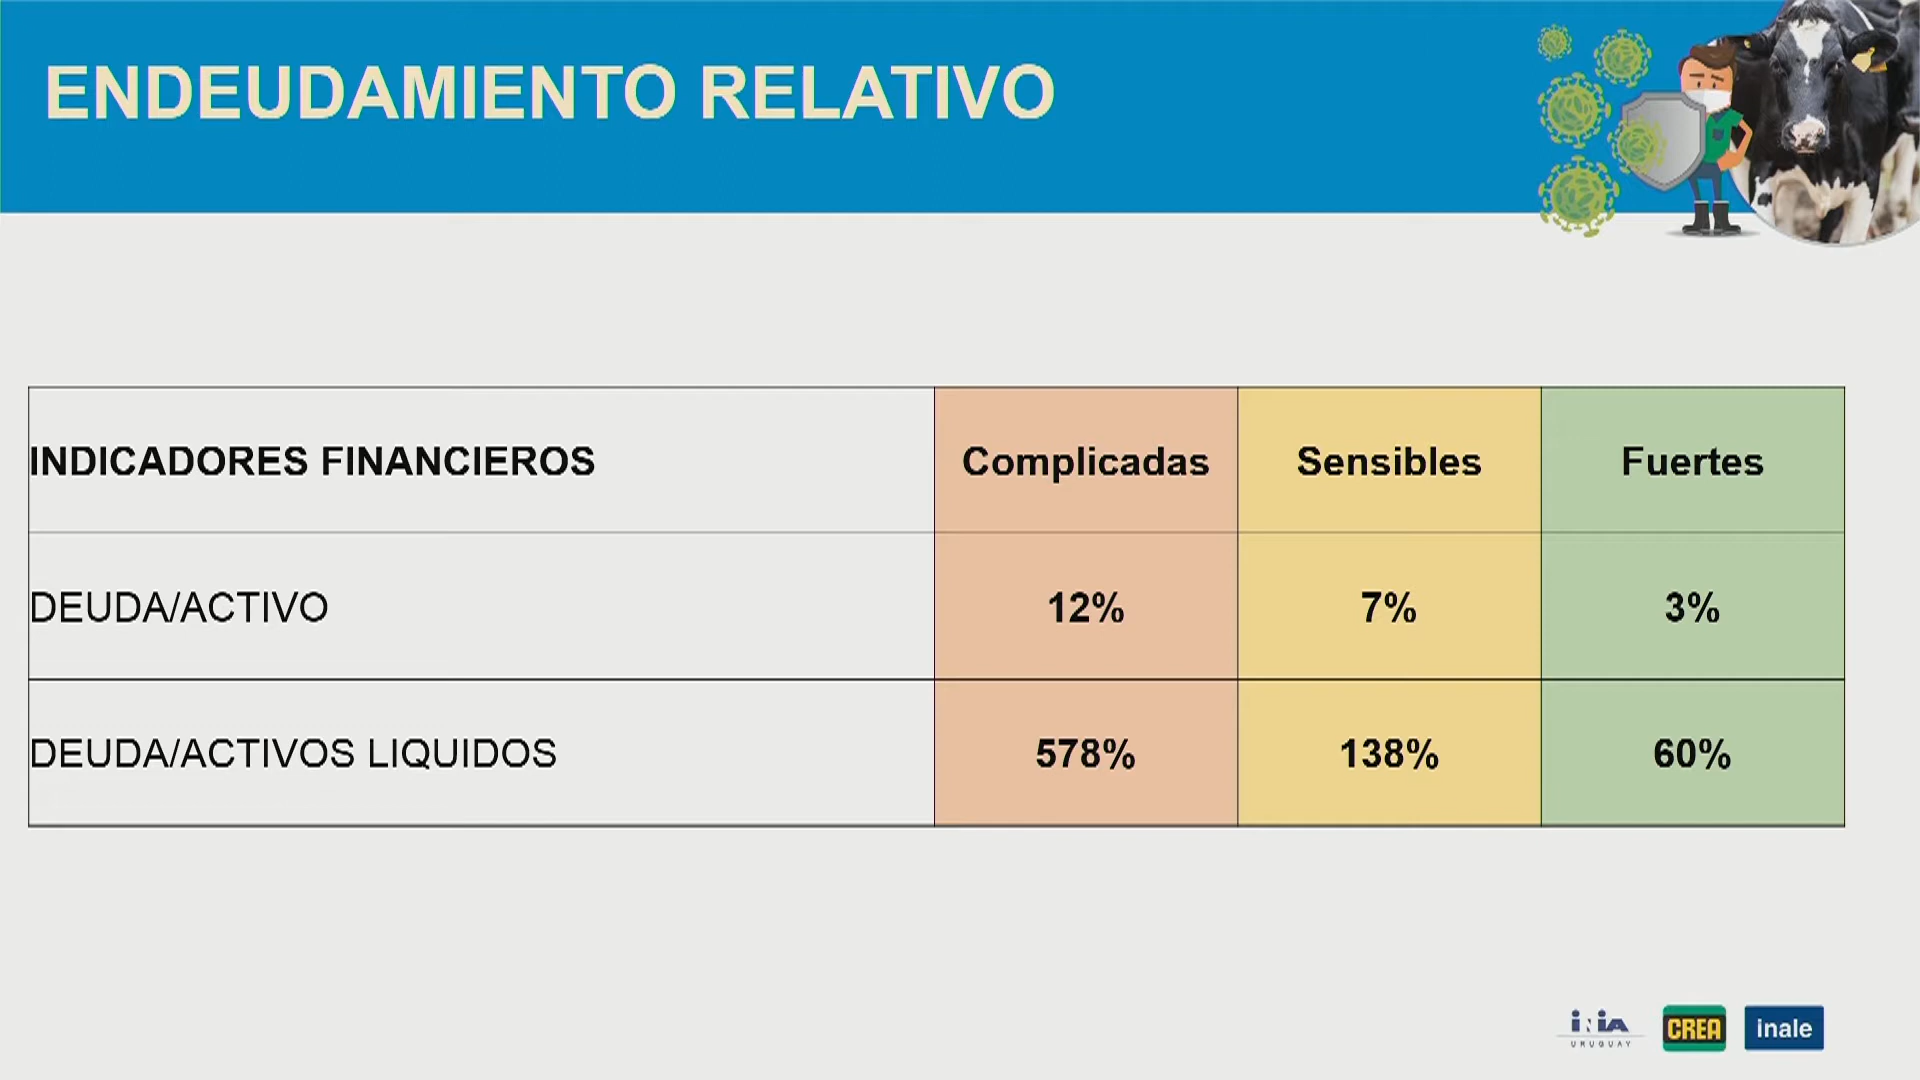 ENDEUDAMIENTO RELATIVO
INDICADORES FINANCIEROS Complicadas Sensibles Fuertes
DEUDA/ACTIVO 12% 7% 3%
DEUDA/ACTIVOS LIQUIDOS 578% 138% 60%
inia CREA inale
URUGUAY